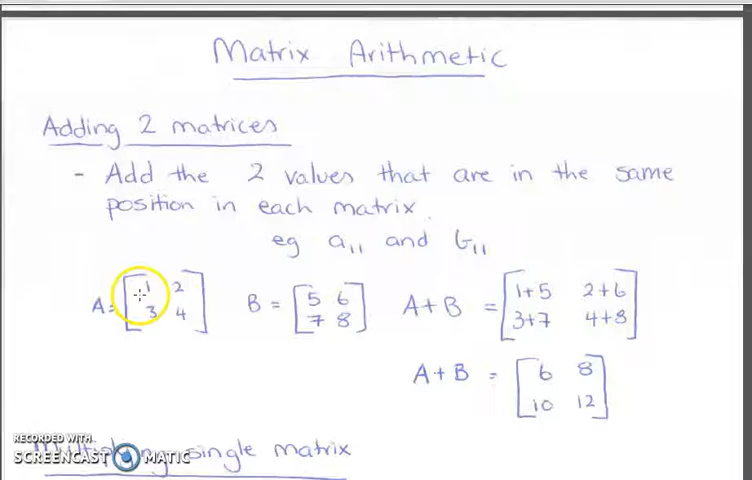 Matrix Arithmetic
Adding 2 matrices
- Add the 2 values that are in the same
position in each matrix.
eg a₁₁ and b₁₁
A = [1 2 B = [5 6 A + B = [1+5 2+6
3 4] 7 8] 3+7 4+8]
A + B = [6 8
10 12]
Multiplying single matrix
RECORDED WITH
SCREENCAST MATIC